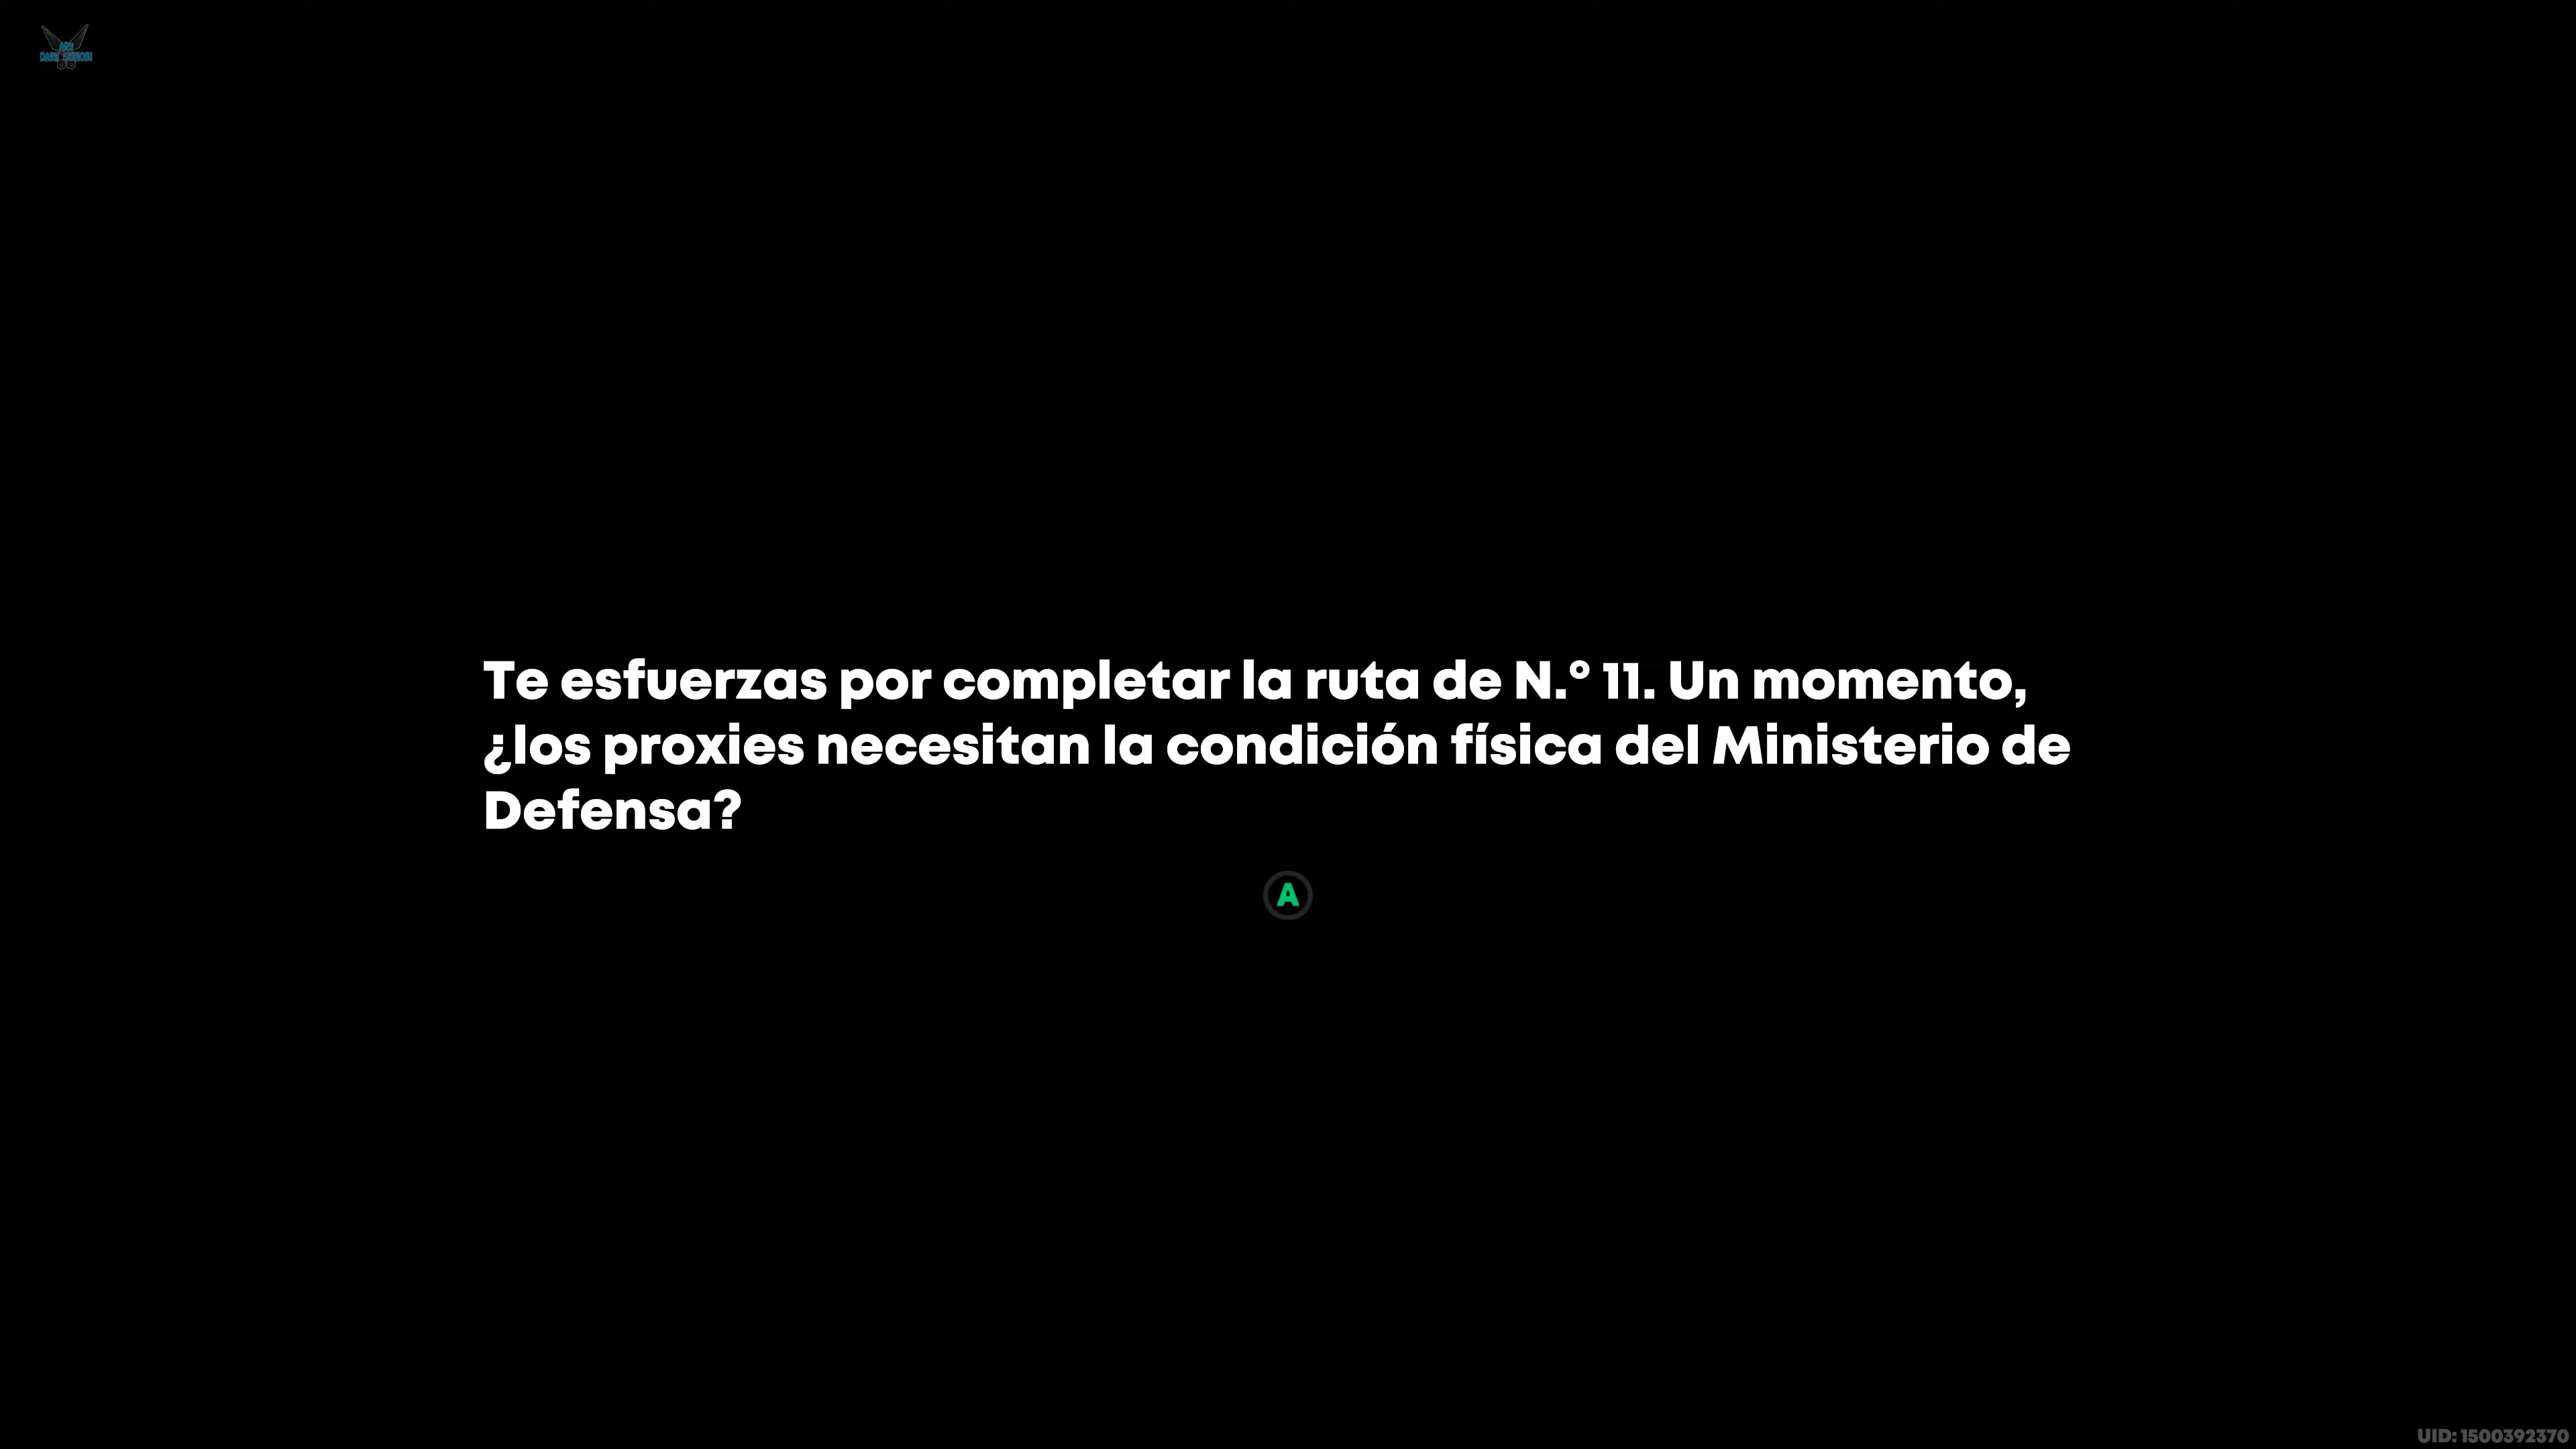 Te esfuerzas por completar la ruta de N.º 11. Un momento,
¿los proxies necesitan la condición física del Ministerio de
Defensa?
A
UID: 1500392370